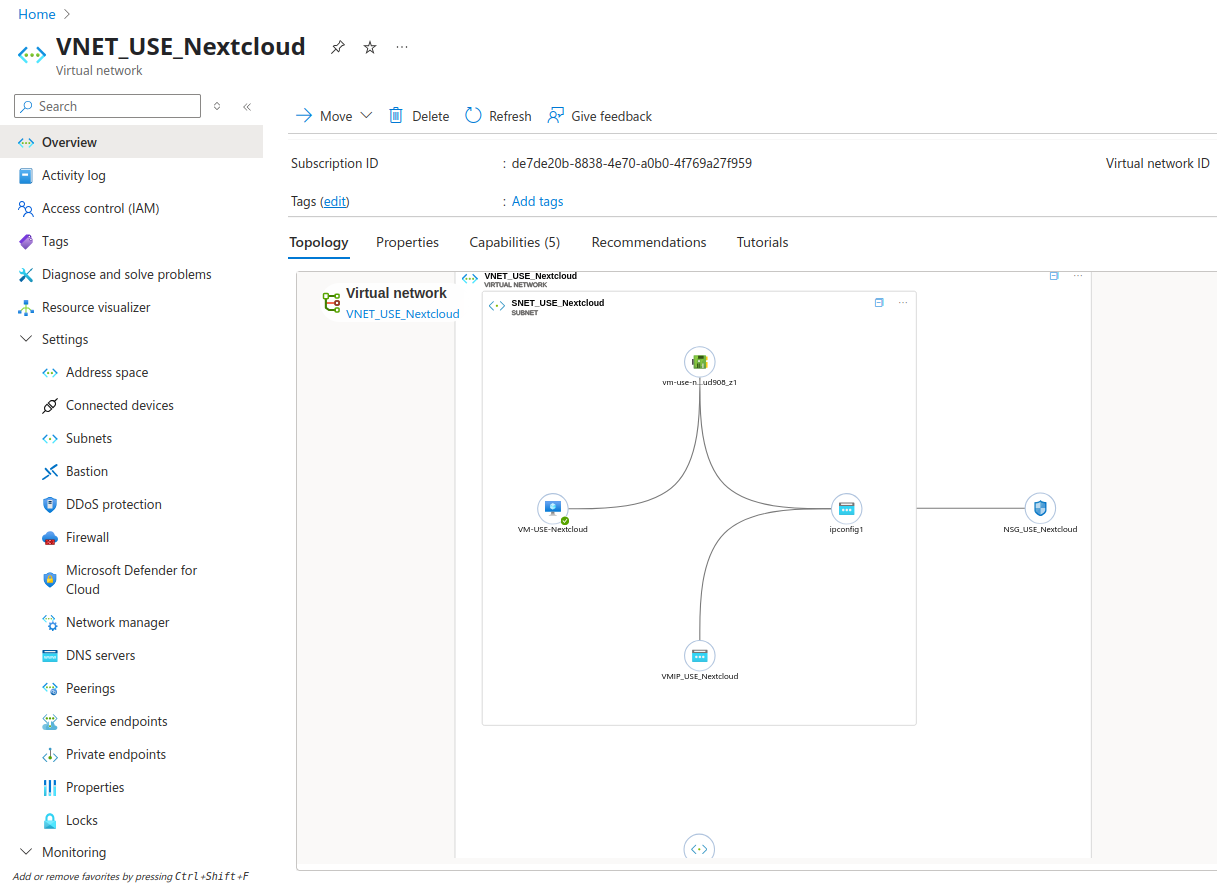 Home
VNET_USE_Nextcloud
Virtual network
Search
Overview
Activity log
Access control (IAM)
Tags
Diagnose and solve problems
Resource visualizer
Settings
Address space
Connected devices
Subnets
Bastion
DDoS protection
Firewall
Microsoft Defender for
Cloud
Network manager
DNS servers
Peerings
Service endpoints
Private endpoints
Properties
Locks
Monitoring
Add or remove favorites by pressing Ctrl+Shift+F
Move
Delete
Refresh
Give feedback
Subscription ID : de7de20b-8838-4e70-a0b0-4f769a27f959
Virtual network ID
Tags (edit) : Add tags
Topology
Properties
Capabilities (5)
Recommendations
Tutorials
Virtual network
VNET_USE_Nextcloud
VNET_USE_Nextcloud
VIRTUAL NETWORK
SNET_USE_Nextcloud
SUBNET
vm-use-n...ud908_z1
VM-USE-Nextcloud
ipconfig1
NSG_USE_Nextcloud
VMIP_USE_Nextcloud